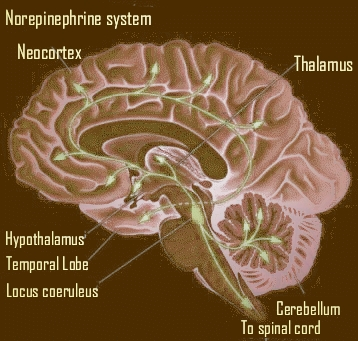 Norepinephrine system
Neocortex
Thalamus
Hypothalamus
Temporal Lobe
Locus coeruleus
Cerebellum
To spinal cord